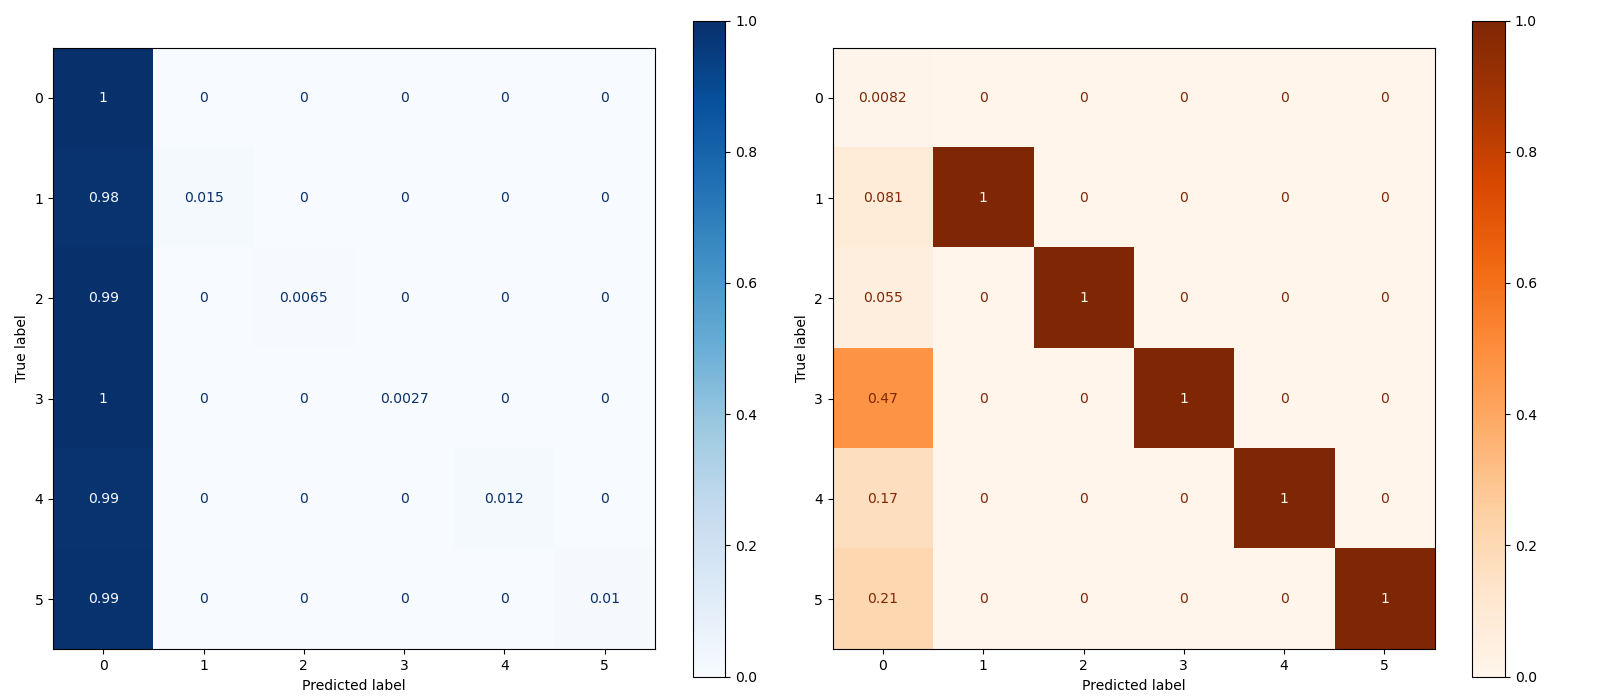 1.0
0 1 0 0 0 0 0
0.8
1 0.98 0.015 0 0 0 0
2 0.99 0 0.0065 0 0 0
0.6
True label
3 1 0 0 0.0027 0 0
0.4
4 0.99 0 0 0 0.012 0
0.2
5 0.99 0 0 0 0 0.01
0.0
0 1 2 3 4 5
Predicted label
1.0
0 0.0082 0 0 0 0 0
0.8
1 0.081 1 0 0 0 0
2 0.055 0 1 0 0 0
0.6
True label
3 0.47 0 0 1 0 0
0.4
4 0.17 0 0 0 1 0
0.2
5 0.21 0 0 0 0 1
0.0
0 1 2 3 4 5
Predicted label